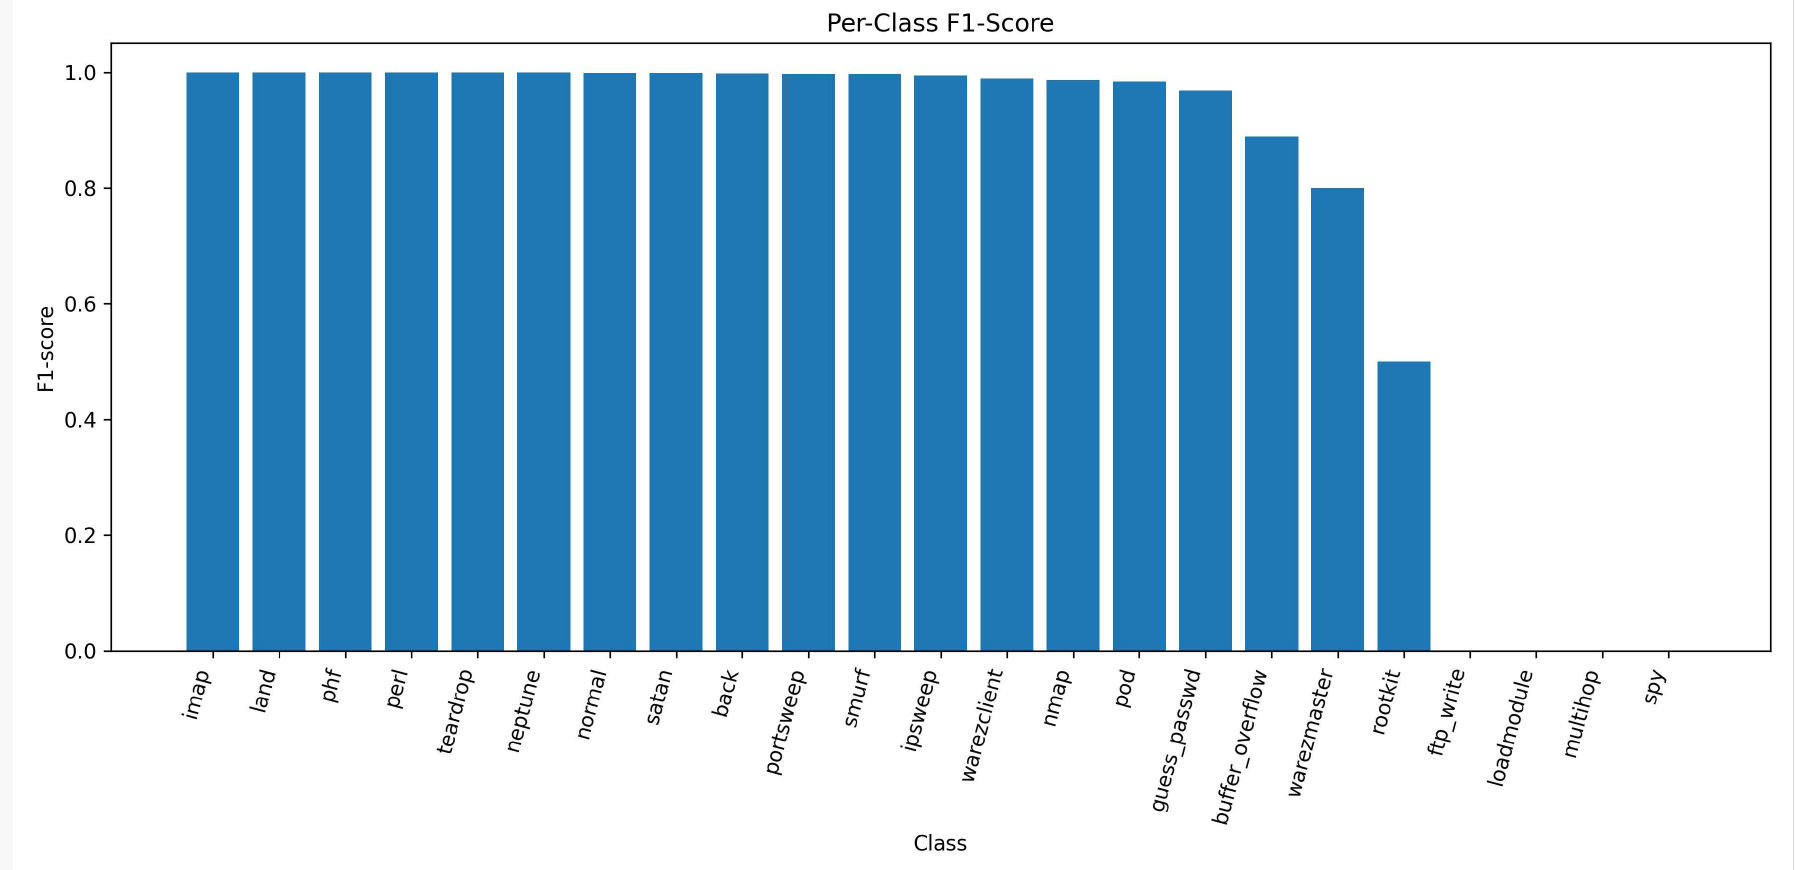 Per-Class F1-Score
1.0
0.8
0.6
0.4
0.2
0.0
F1-score
imap
land
phf
perl
teardrop
neptune
normal
satan
back
portsweep
smurf
ipsweep
warezclient
nmap
pod
guess_passwd
buffer_overflow
warezmaster
rootkit
ftp_write
loadmodule
multihop
spy
Class